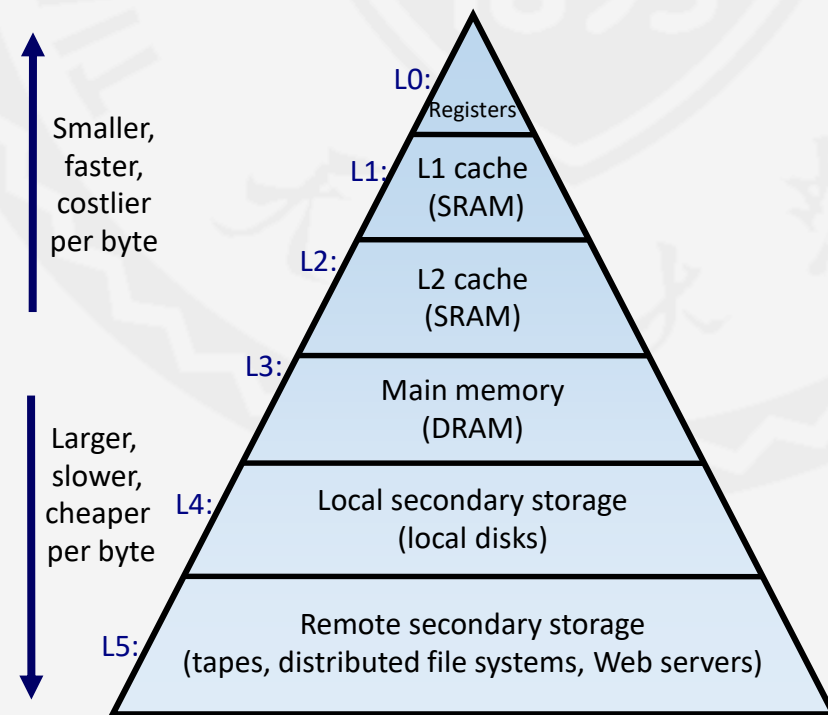 L0:
Registers
Smaller,
faster,
costlier
per byte
L1:
L1 cache
(SRAM)
L2:
L2 cache
(SRAM)
L3:
Main memory
(DRAM)
Larger,
slower,
cheaper
per byte
L4:
Local secondary storage
(local disks)
L5:
Remote secondary storage
(tapes, distributed file systems, Web servers)